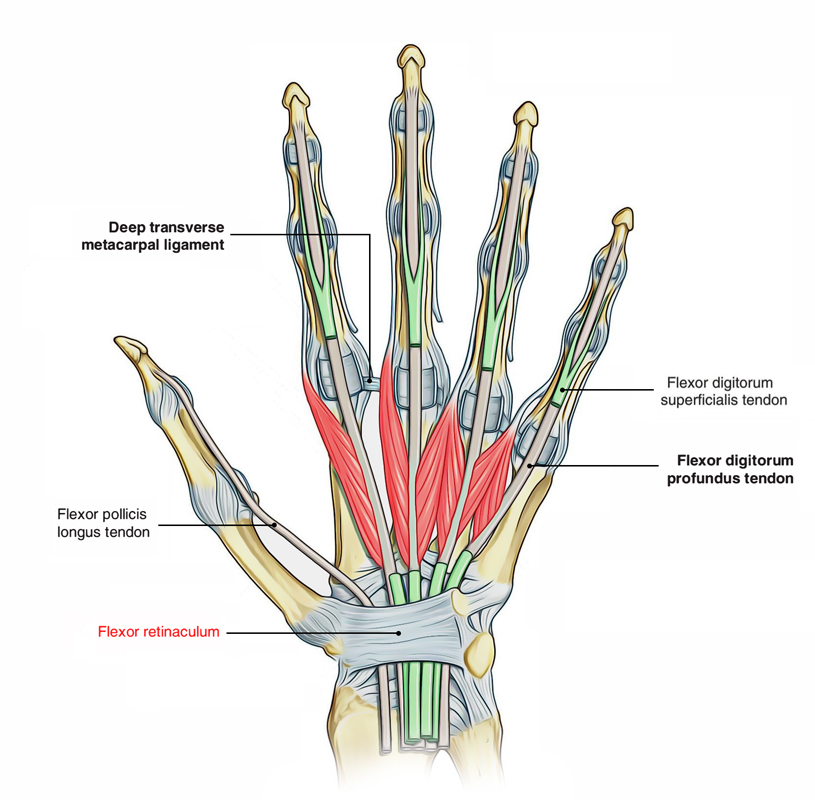 Deep transverse
metacarpal ligament
Flexor digitorum
superficialis tendon
Flexor digitorum
profundus tendon
Flexor pollicis
longus tendon
Flexor retinaculum